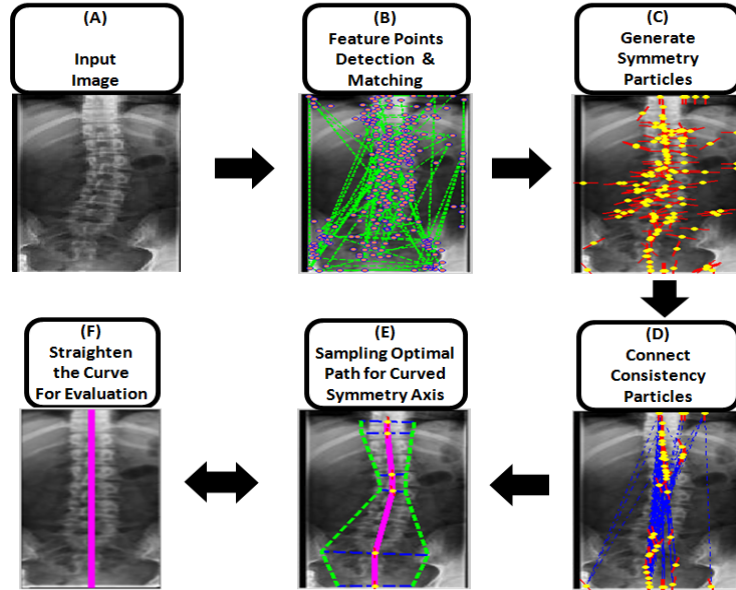 (A)
Input
Image
(B)
Feature Points
Detection &
Matching
(C)
Generate
Symmetry
Particles
(D)
Connect
Consistency
Particles
(E)
Sampling Optimal
Path for Curved
Symmetry Axis
(F)
Straighten
the Curve
For Evaluation